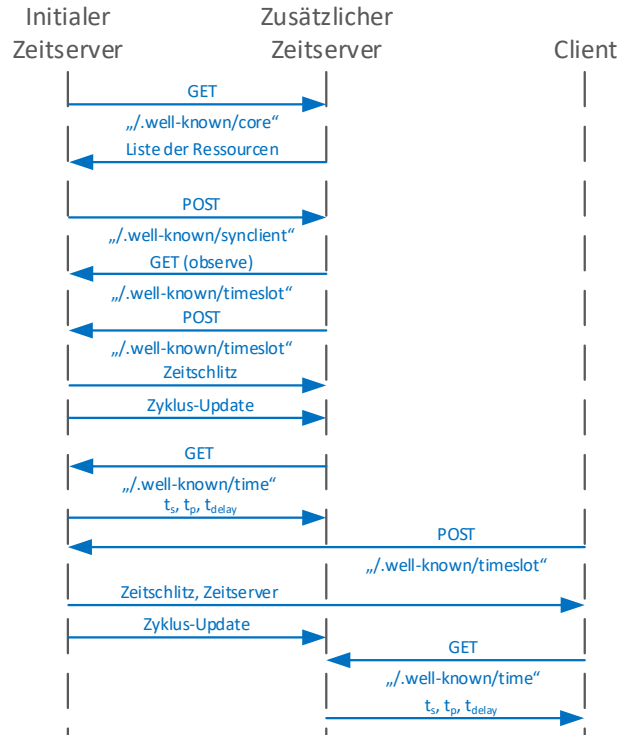 Initialer Zeitserver
Zusätzlicher Zeitserver
Client
GET
„/.well-known/core“
Liste der Ressourcen
POST
„/.well-known/synclient“
GET (observe)
„/.well-known/timeslot“
POST
„/.well-known/timeslot“
Zeitschlitz
Zyklus-Update
GET
„/.well-known/time“
ts, tp, tdelay
POST
„/.well-known/timeslot“
Zeitschlitz, Zeitserver
Zyklus-Update
GET
„/.well-known/time“
ts, tp, tdelay